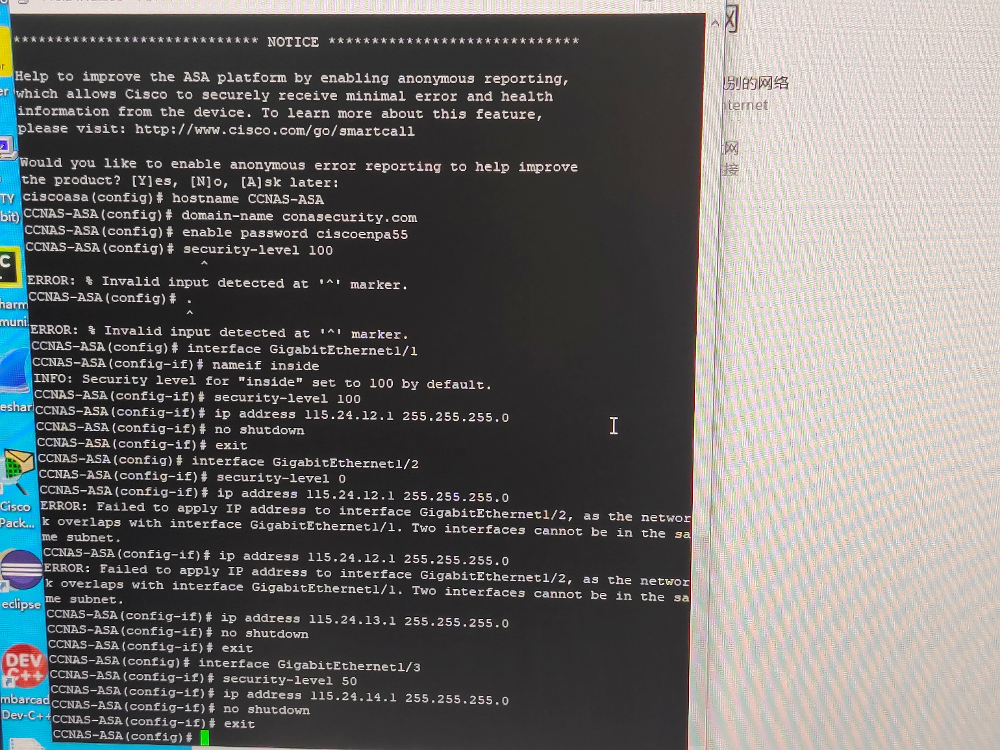 **************************** NOTICE ****************************
Help to improve the ASA platform by enabling anonymous reporting,
which allows Cisco to securely receive minimal error and health
information from the device. To learn more about this feature,
please visit: http://www.cisco.com/go/smartcall
Would you like to enable anonymous error reporting to help improve
the product? [Y]es, [N]o, [A]sk later:
ciscoasa(config)# hostname CCNAS-ASA
CCNAS-ASA(config)# domain-name conasecurity.com
CCNAS-ASA(config)# enable password ciscoenpa55
CCNAS-ASA(config)# security-level 100
^
ERROR: % Invalid input detected at '^' marker.
CCNAS-ASA(config)# .
^
ERROR: % Invalid input detected at '^' marker.
CCNAS-ASA(config)# interface GigabitEthernet1/1
CCNAS-ASA(config-if)# nameif inside
INFO: Security level for "inside" set to 100 by default.
CCNAS-ASA(config-if)# security-level 100
CCNAS-ASA(config-if)# ip address 115.24.12.1 255.255.255.0
CCNAS-ASA(config-if)# no shutdown
CCNAS-ASA(config-if)# exit
CCNAS-ASA(config)# interface GigabitEthernet1/2
CCNAS-ASA(config-if)# security-level 0
CCNAS-ASA(config-if)# ip address 115.24.12.1 255.255.255.0
ERROR: Failed to apply IP address to interface GigabitEthernet1/2, as the networ
k overlaps with interface GigabitEthernet1/1. Two interfaces cannot be in the sa
me subnet.
CCNAS-ASA(config-if)# ip address 115.24.12.1 255.255.255.0
ERROR: Failed to apply IP address to interface GigabitEthernet1/2, as the networ
k overlaps with interface GigabitEthernet1/1. Two interfaces cannot be in the sa
me subnet.
CCNAS-ASA(config-if)# ip address 115.24.13.1 255.255.255.0
CCNAS-ASA(config-if)# no shutdown
CCNAS-ASA(config-if)# exit
CCNAS-ASA(config)# interface GigabitEthernet1/3
CCNAS-ASA(config-if)# security-level 50
CCNAS-ASA(config-if)# ip address 115.24.14.1 255.255.255.0
CCNAS-ASA(config-if)# no shutdown
CCNAS-ASA(config-if)# exit
CCNAS-ASA(config)#
er
TY
bit)
C
harm
muni
eshar
Cisco
Pack...
eclipse
DEV
C++
mbarcad
Dev-C++
别的网络
nternet
网
接